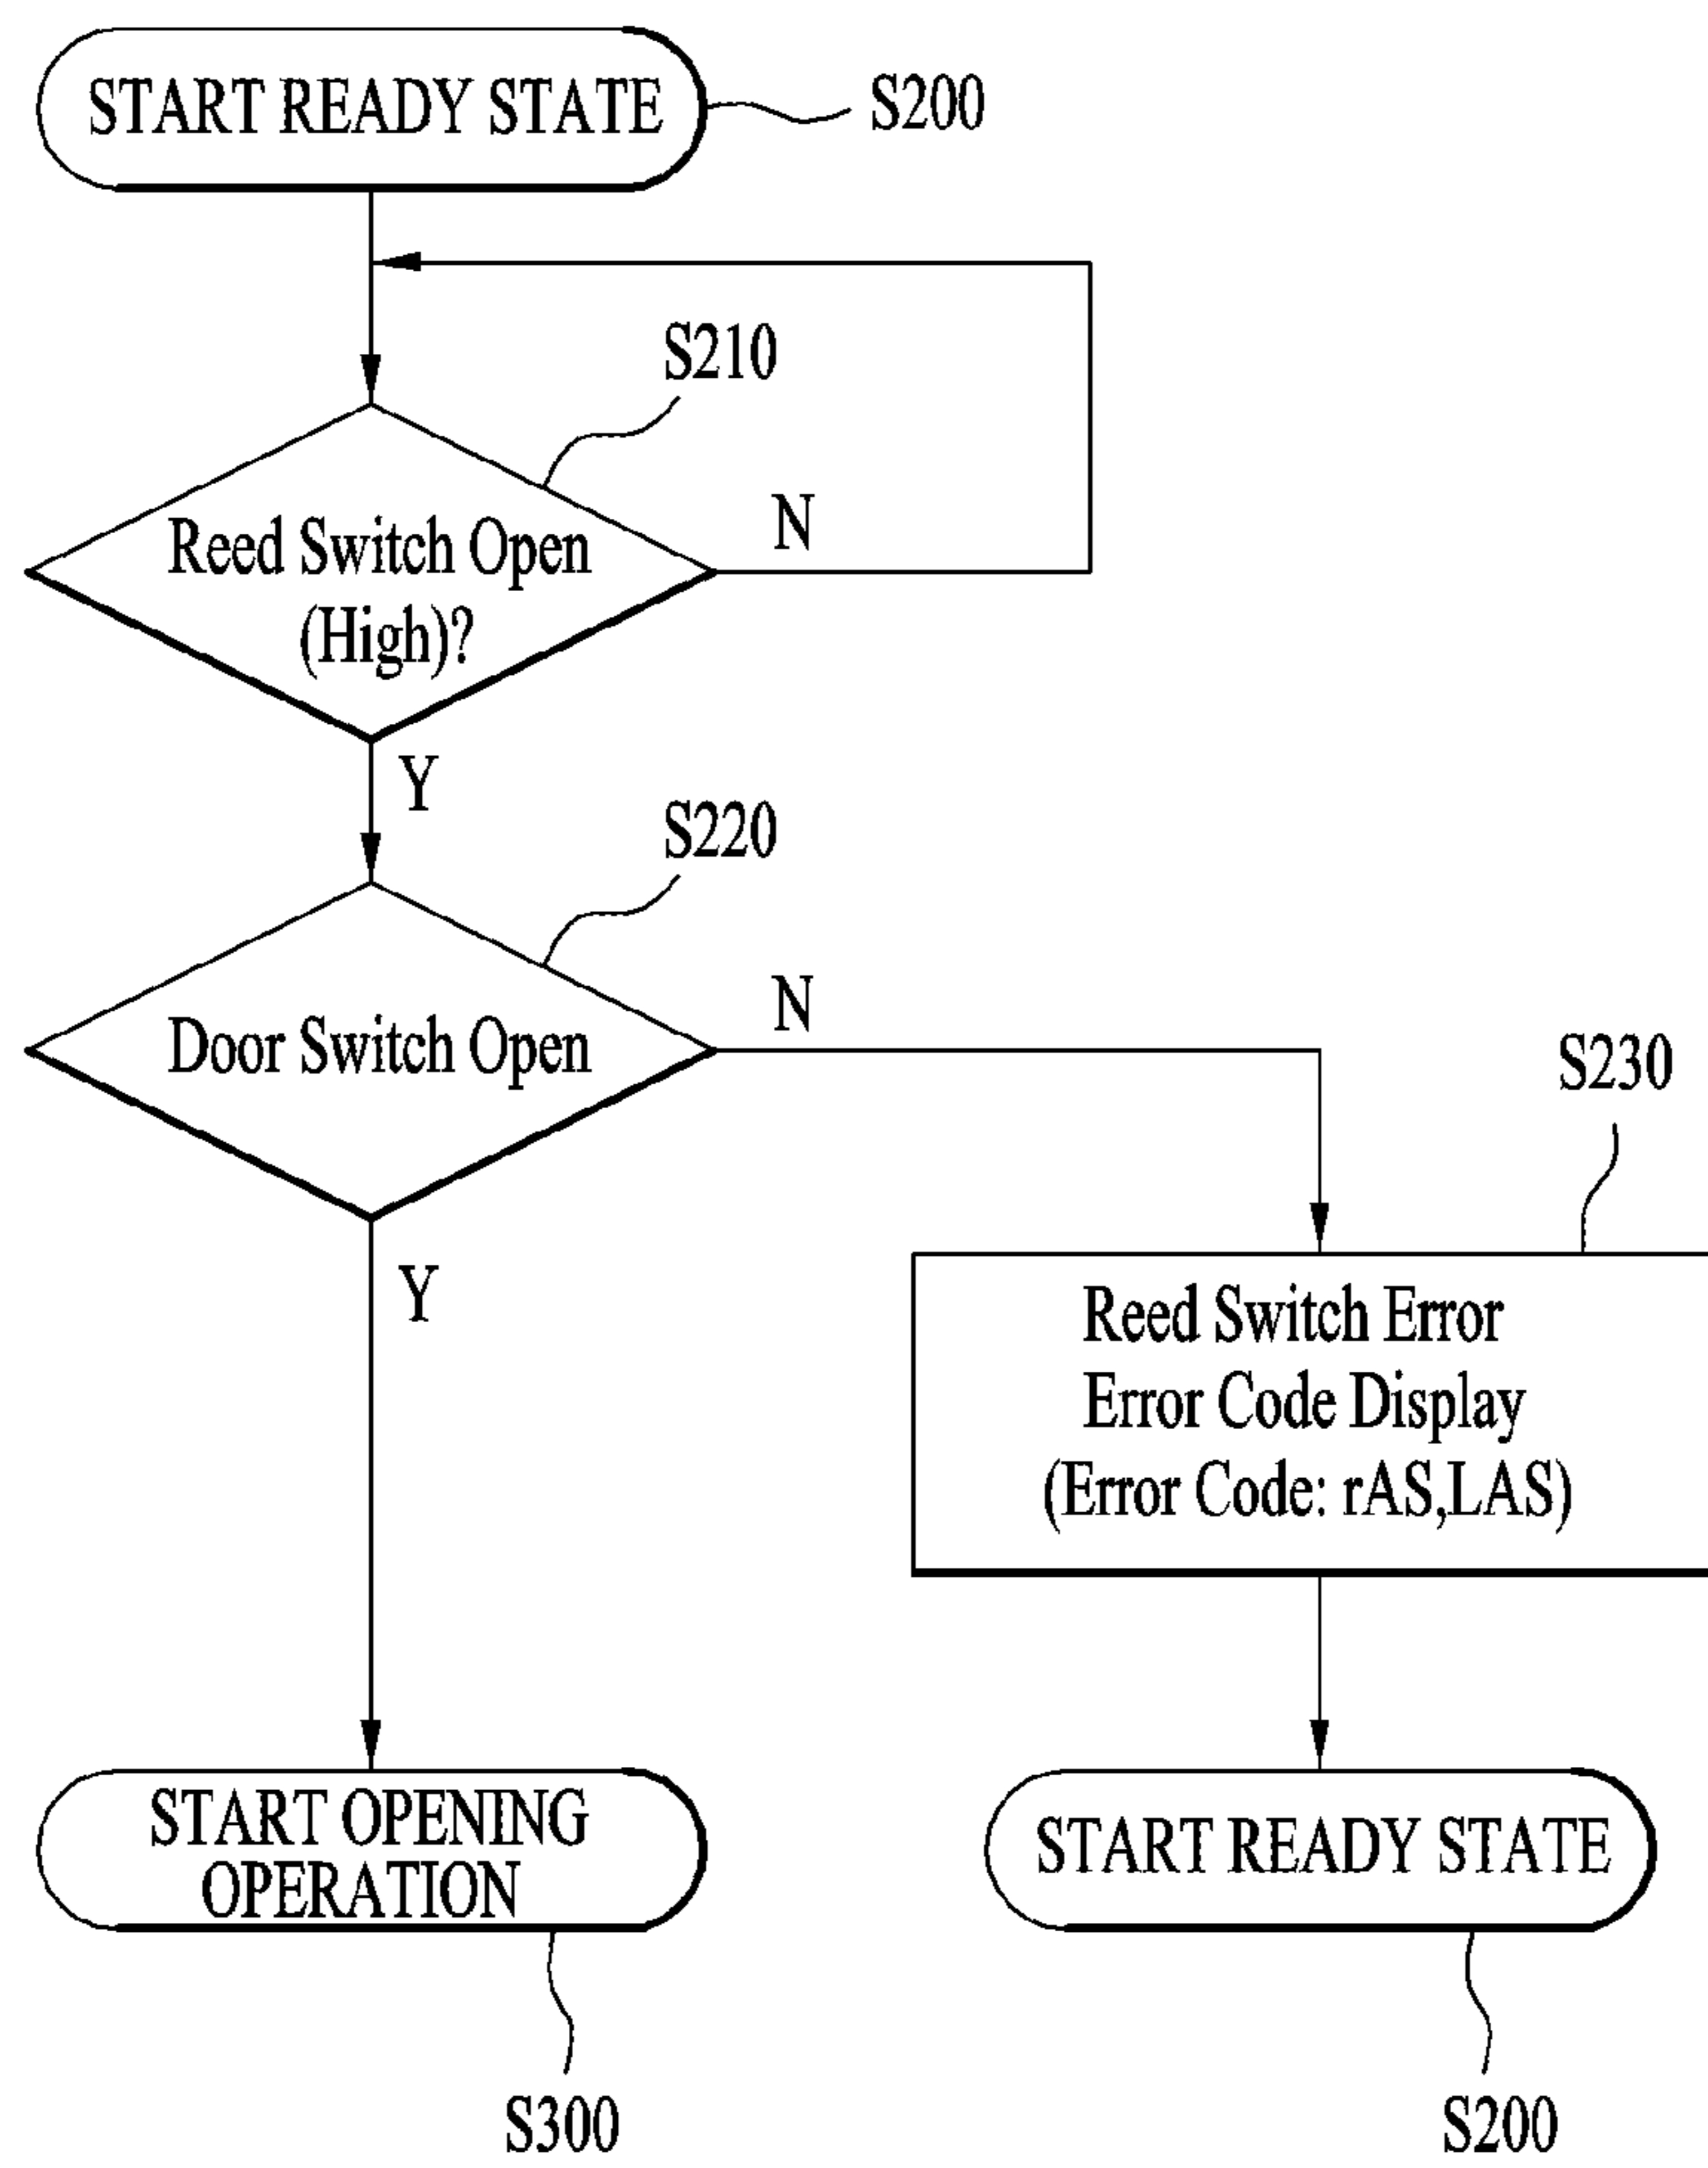 START READY STATE
S200
S210
Reed Switch Open
(High)?
N
Y
S220
Door Switch Open
N
Y
S230
Reed Switch Error
Error Code Display
(Error Code: rAS,LAS)
START OPENING
OPERATION
START READY STATE
S300
S200